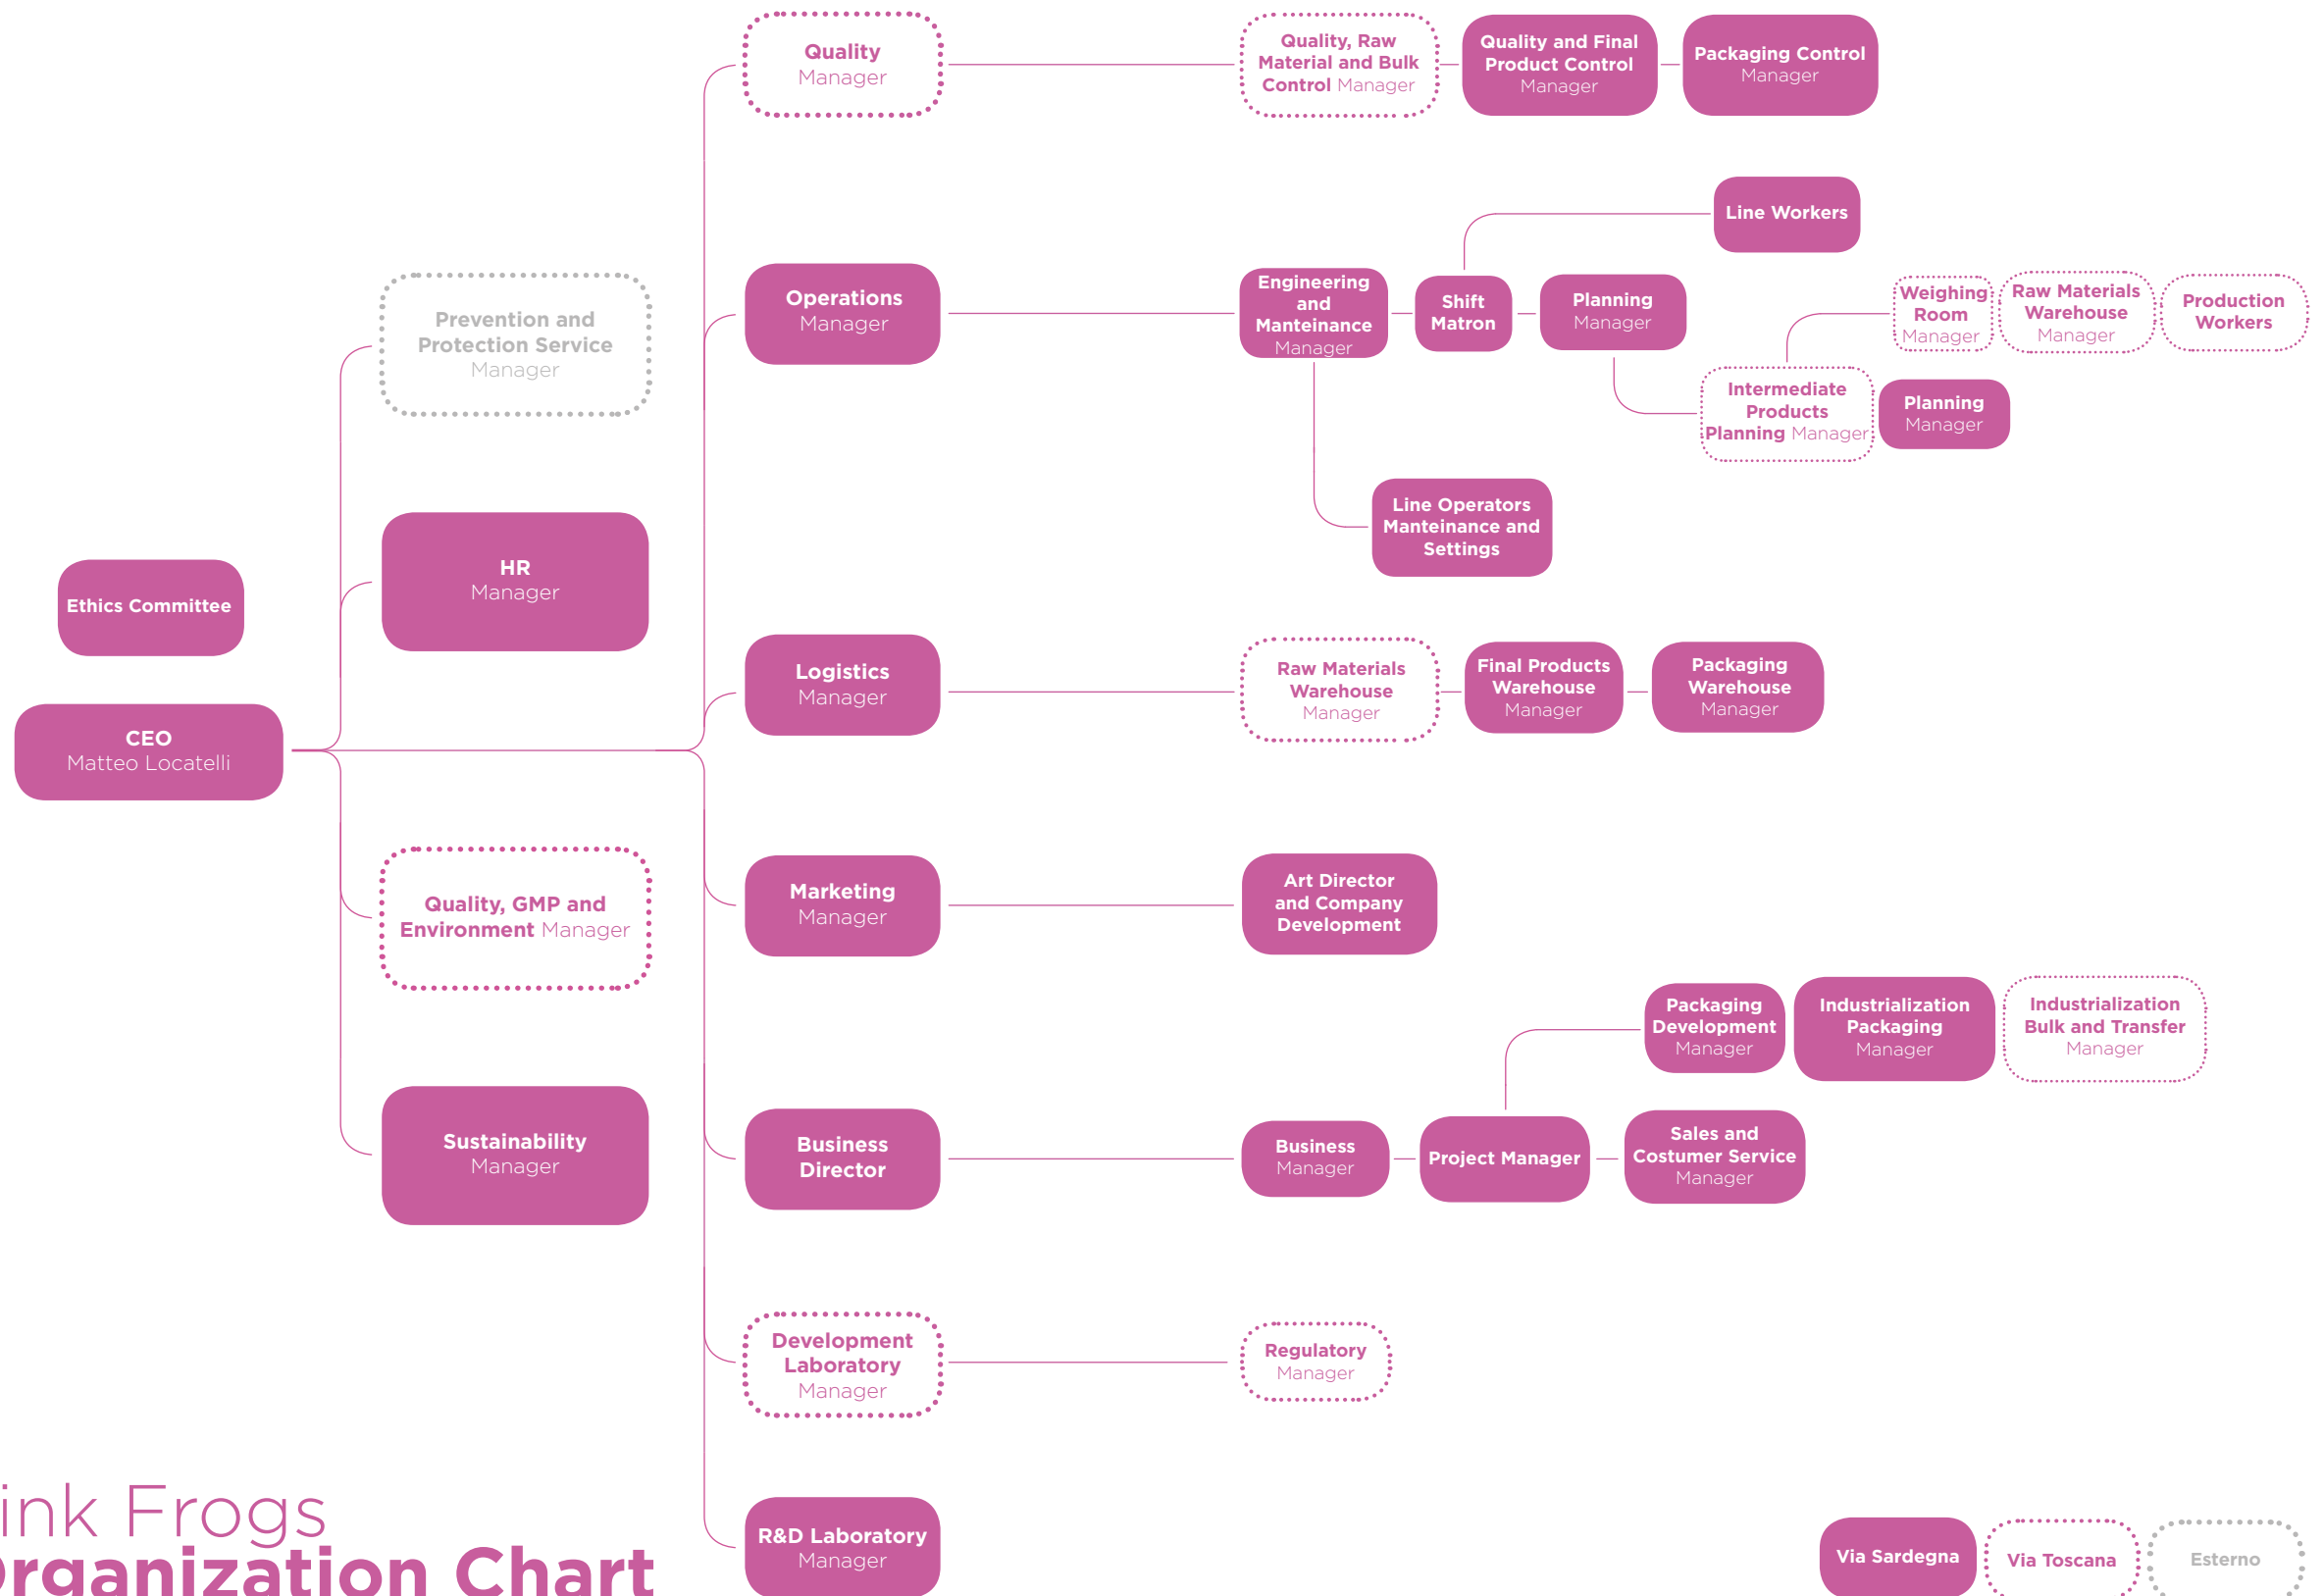 Quality
Manager
Quality, Raw
Material and Bulk
Control Manager
Quality and Final
Product Control
Manager
Packaging Control
Manager
Line Workers
Prevention and
Protection Service
Manager
Operations
Manager
Engineering
and
Manteinance
Manager
Shift
Matron
Planning
Manager
Weighing
Room
Manager
Raw Materials
Warehouse
Manager
Production
Workers
Intermediate
Products
Planning Manager
Planning
Manager
Line Operators
Manteinance and
Settings
HR
Manager
Ethics Committee
CEO
Matteo Locatelli
Logistics
Manager
Raw Materials
Warehouse
Manager
Final Products
Warehouse
Manager
Packaging
Warehouse
Manager
Quality, GMP and
Environment Manager
Marketing
Manager
Art Director
and Company
Development
Packaging
Development
Manager
Industrialization
Packaging
Manager
Industrialization
Bulk and Transfer
Manager
Sustainability
Manager
Business
Director
Business
Manager
Project Manager
Sales and
Costumer Service
Manager
Development
Laboratory
Manager
Regulatory
Manager
R&D Laboratory
Manager
ink Frogs
Organization Chart
Via Sardegna
Via Toscana
Esterno